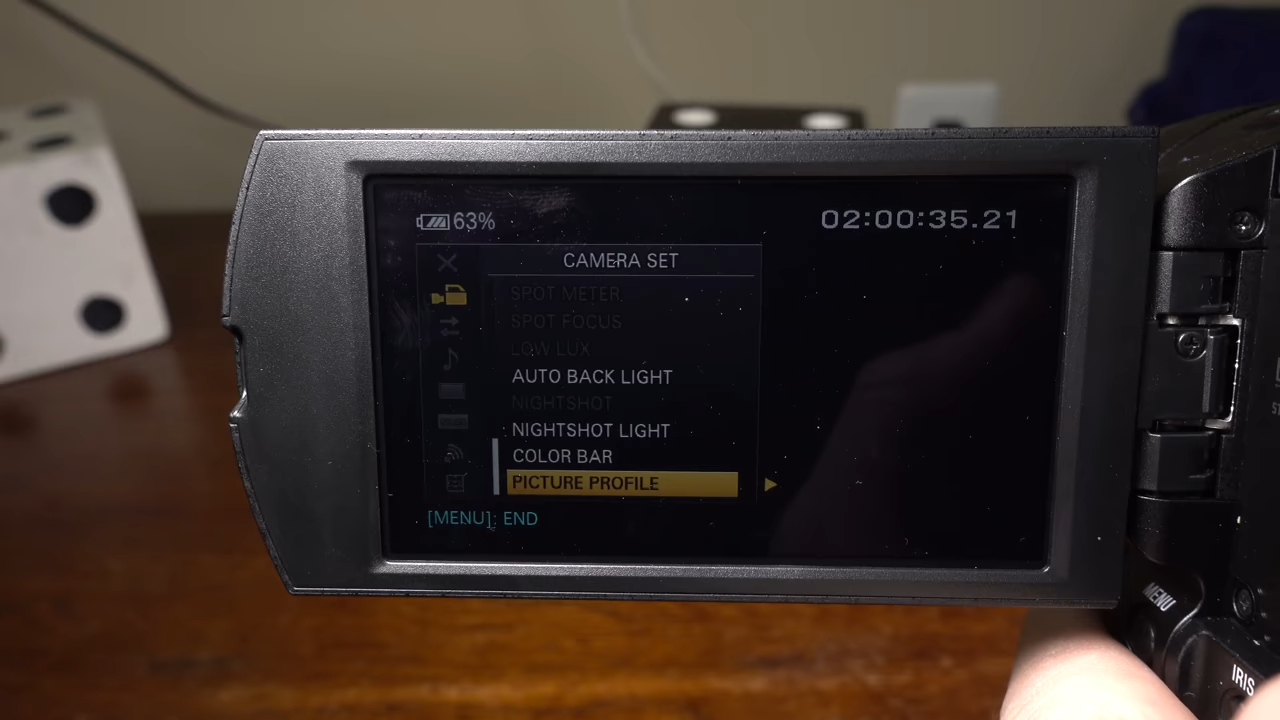 63%
02:00:35.21
CAMERA SET
SPOT METER
SPOT FOCUS
LOW LUX
AUTO BACK LIGHT
NIGHTSHOT
NIGHTSHOT LIGHT
COLOR BAR
PICTURE PROFILE
[MENU]: END
MENU
IRIS